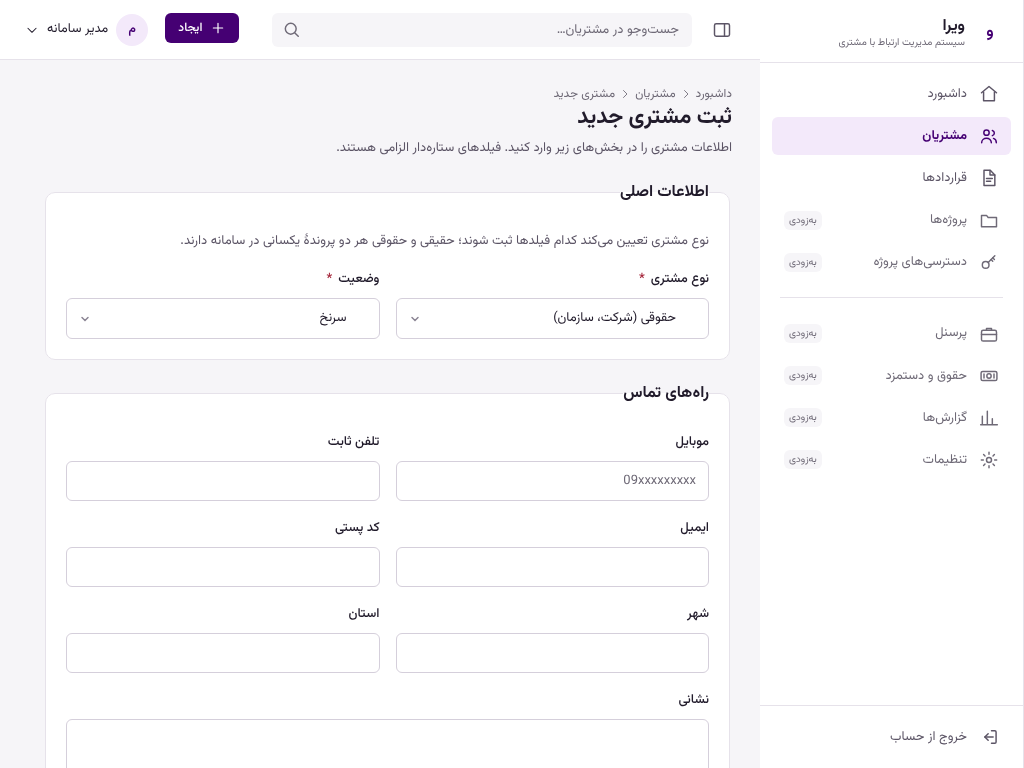 و
ویرا
سیستم مدیریت ارتباط با مشتری
داشبورد
مشتریان
قراردادها
پروژه‌ها
به‌زودی
دسترسی‌های پروژه
به‌زودی
پرسنل
به‌زودی
حقوق و دستمزد
به‌زودی
گزارش‌ها
به‌زودی
تنظیمات
به‌زودی
خروج از حساب
جست‌وجو در مشتریان...
ایجاد
م
مدیر سامانه
داشبورد
مشتریان
مشتری جدید
ثبت مشتری جدید
اطلاعات مشتری را در بخش‌های زیر وارد کنید. فیلدهای ستاره‌دار الزامی هستند.
اطلاعات اصلی
نوع مشتری تعیین می‌کند کدام فیلدها ثبت شوند؛ حقیقی و حقوقی هر دو پروندهٔ یکسانی در سامانه دارند.
نوع مشتری *
وضعیت *
حقوقی (شرکت، سازمان)
سرنخ
راه‌های تماس
موبایل
تلفن ثابت
09xxxxxxxxx
ایمیل
کد پستی
شهر
استان
نشانی